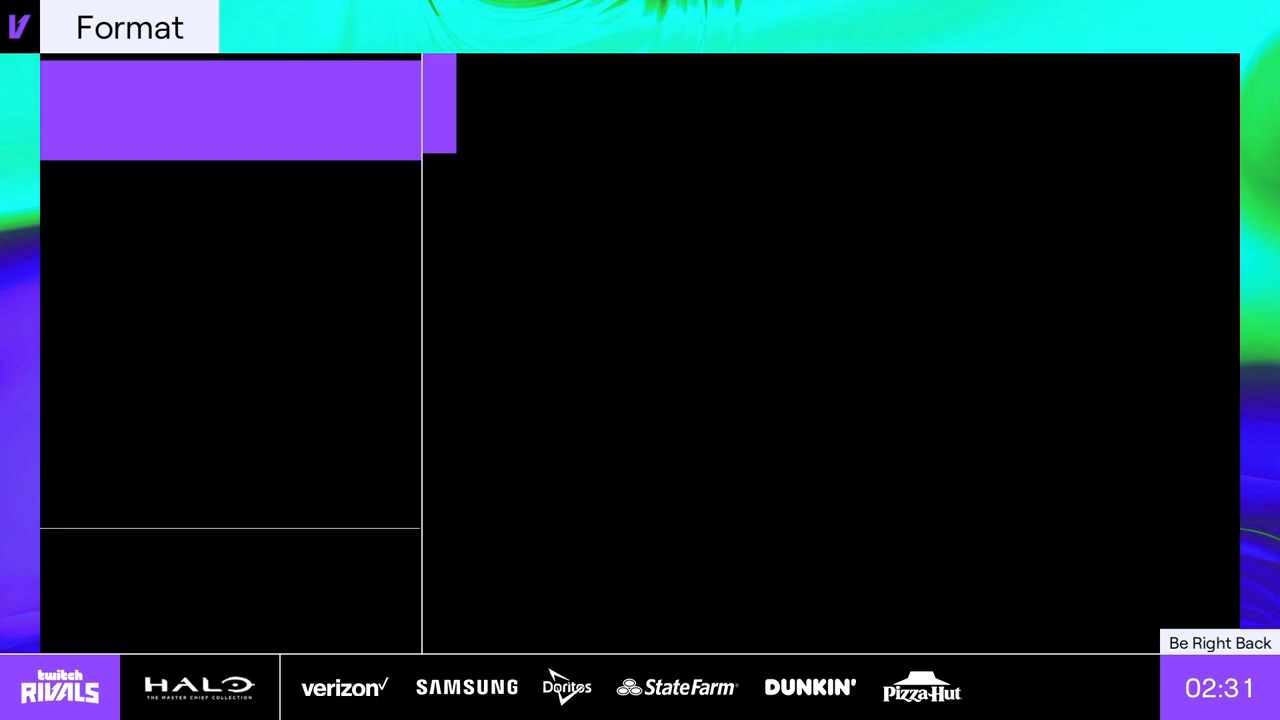 Format
Be Right Back
twitch
RIVALS
HALO
THE MASTER CHIEF COLLECTION
verizon
SAMSUNG
Doritos
StateFarm
DUNKIN'
Pizza Hut
02:31